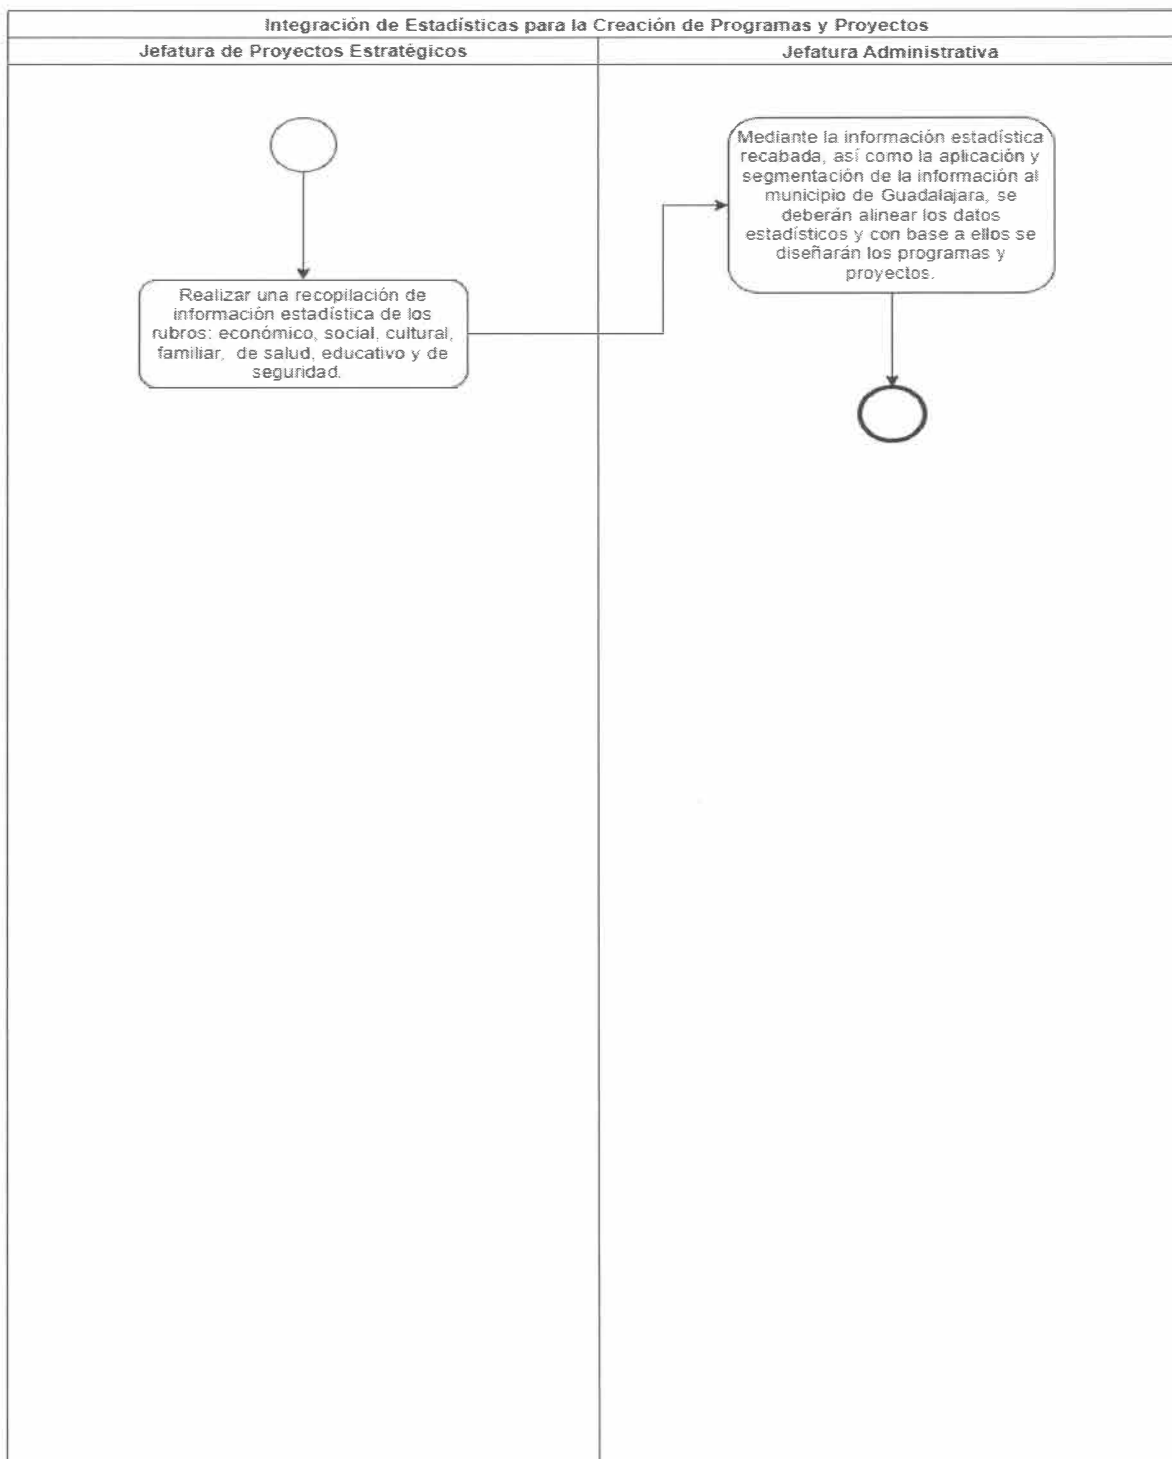 Integración de Estadísticas para la Creación de Programas y Proyectos
Jefatura de Proyectos Estratégicos
Jefatura Administrativa
Realizar una recopilación de
información estadística de los
rubros: económico, social, cultural,
familiar, de salud, educativo y de
seguridad.
Mediante la información estadística
recabada, así como la aplicación y
segmentación de la información al
municipio de Guadalajara, se
deberán alinear los datos
estadísticos y con base a ellos se
diseñarán los programas y
proyectos.